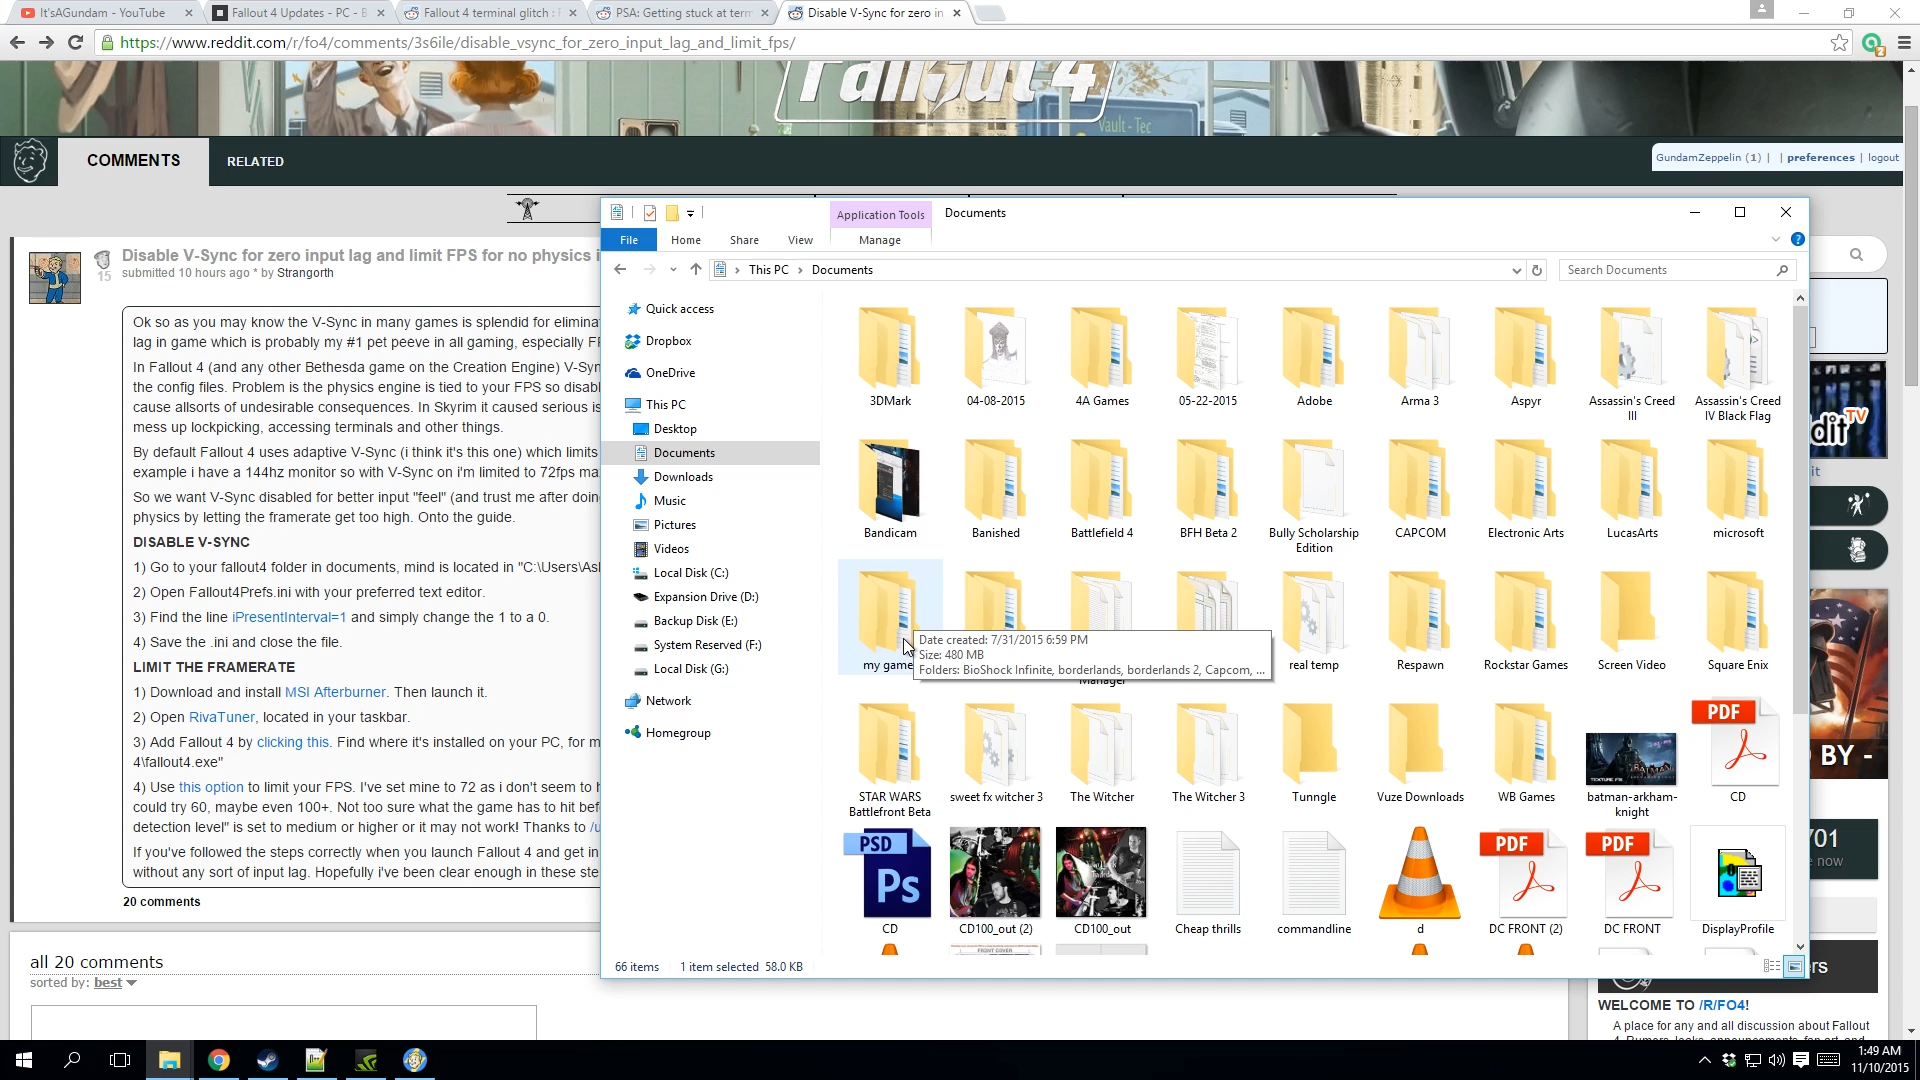 It'sAGundam - YouTube
Fallout 4 Updates - PC - B
Fallout 4 terminal glitch :
PSA: Getting stuck at term
Disable V-Sync for zero in
https://www.reddit.com/r/fo4/comments/3s6ile/disable_vsync_for_zero_input_lag_and_limit_fps/
Fallout 4
Vault-Tec
COMMENTS
RELATED
GundamZeppelin (1) | | preferences | logout
Disable V-Sync for zero input lag and limit FPS for no physics i
15
submitted 10 hours ago * by Strangorth
Ok so as you may know the V-Sync in many games is splendid for elimina
lag in game which is probably my #1 pet peeve in all gaming, especially F
In Fallout 4 (and any other Bethesda game on the Creation Engine) V-Syn
the config files. Problem is the physics engine is tied to your FPS so disab
cause allsorts of undesirable consequences. In Skyrim it caused serious is
mess up lockpicking, accessing terminals and other things.
By default Fallout 4 uses adaptive V-Sync (i think it's this one) which limits
example i have a 144hz monitor so with V-Sync on i'm limited to 72fps ma
So we want V-Sync disabled for better input "feel" (and trust me after doin
physics by letting the framerate get too high. Onto the guide.
DISABLE V-SYNC
1) Go to your fallout4 folder in documents, mind is located in "C:\Users\As
2) Open Fallout4Prefs.ini with your preferred text editor.
3) Find the line iPresentInterval=1 and simply change the 1 to a 0.
4) Save the .ini and close the file.
LIMIT THE FRAMERATE
1) Download and install MSI Afterburner. Then launch it.
2) Open RivaTuner, located in your taskbar.
3) Add Fallout 4 by clicking this. Find where it's installed on your PC, for m
4\fallout4.exe"
4) Use this option to limit your FPS. I've set mine to 72 as i don't seem to h
could try 60, maybe even 100+. Not too sure what the game has to hit bef
detection level" is set to medium or higher or it may not work! Thanks to /u
If you've followed the steps correctly when you launch Fallout 4 and get in
without any sort of input lag. Hopefully i've been clear enough in these ste
20 comments
all 20 comments
sorted by: best
Application Tools
Documents
File
Home
Share
View
Manage
This PC
Documents
Search Documents
Quick access
Dropbox
OneDrive
This PC
Desktop
Documents
Downloads
Music
Pictures
Videos
Local Disk (C:)
Expansion Drive (D:)
Backup Disk (E:)
System Reserved (F:)
Local Disk (G:)
Network
Homegroup
3DMark
04-08-2015
4A Games
05-22-2015
Adobe
Arma 3
Aspyr
Assassin's Creed
III
Assassin's Creed
IV Black Flag
Bandicam
Banished
Battlefield 4
BFH Beta 2
Bully Scholarship
Edition
CAPCOM
Electronic Arts
LucasArts
microsoft
my game
Date created: 7/31/2015 6:59 PM
Size: 480 MB
Folders: BioShock Infinite, borderlands, borderlands 2, Capcom, ...
Manager
real temp
Respawn
Rockstar Games
Screen Video
Square Enix
STAR WARS
Battlefront Beta
sweet fx witcher 3
The Witcher
The Witcher 3
Tunngle
Vuze Downloads
WB Games
batman-arkham-
knight
PDF
CD
PSD
Ps
CD
CD100_out (2)
CD100_out
Cheap thrills
commandline
d
PDF
DC FRONT (2)
PDF
DC FRONT
DisplayProfile
66 items
1 item selected 58.0 KB
dit
TV
it
BY -
/01
e now
rs
WELCOME TO /R/FO4!
A place for any and all discussion about Fallout
1:49 AM
11/10/2015